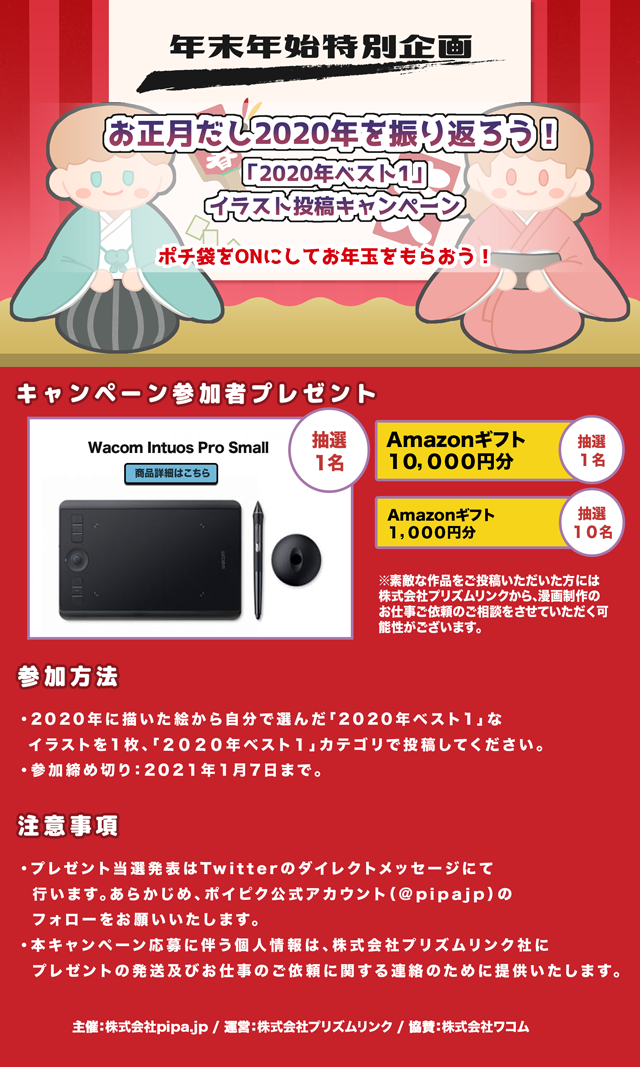 年末年始特別企画
お正月だし2020年を振り返ろう！
「2020年ベスト1」
イラスト投稿キャンペーン
春
ポチ袋をONにしてお年玉をもらおう！
キャンペーン参加者プレゼント
Wacom Intuos Pro Small
商品詳細はこちら
抽選
1名
wacom
Amazonギフト
10,000円分
抽選
1名
Amazonギフト
1,000円分
抽選
10名
※素敵な作品をご投稿いただいた方には
株式会社プリズムリンクから、漫画制作の
お仕事ご依頼のご相談をさせていただく可
能性がございます。
参加方法
・2020年に描いた絵から自分で選んだ「2020年ベスト1」な
イラストを1枚、「2020年ベスト1」カテゴリで投稿してください。
・参加締め切り：2021年1月7日まで。
注意事項
・プレゼント当選発表はTwitterのダイレクトメッセージにて
行います。あらかじめ、ポイピク公式アカウント（@pipajp）の
フォローをお願いいたします。
・本キャンペーン応募に伴う個人情報は、株式会社プリズムリンク社に
プレゼントの発送及びお仕事のご依頼に関する連絡のために提供いたします。
主催：株式会社pipa.jp / 運営：株式会社プリズムリンク / 協賛：株式会社ワコム